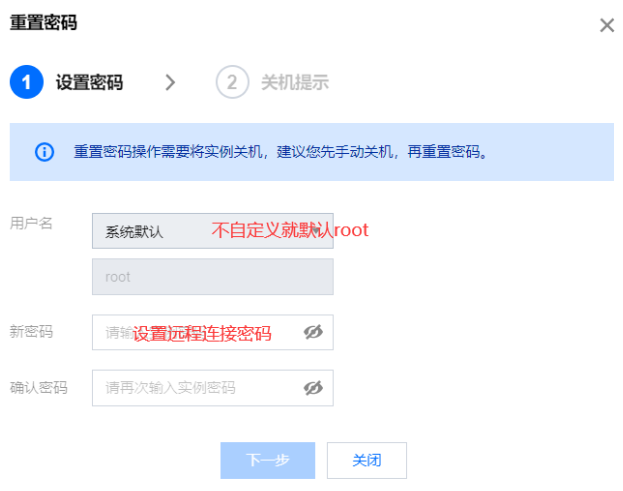 重置密码
1 设置密码 > 2 关机提示
重置密码操作需要将实例关机，建议您先手动关机，再重置密码。
用户名 系统默认 不自定义就默认root
root
新密码 请输 设置远程连接密码
确认密码 请再次输入实例密码
下一步 关闭